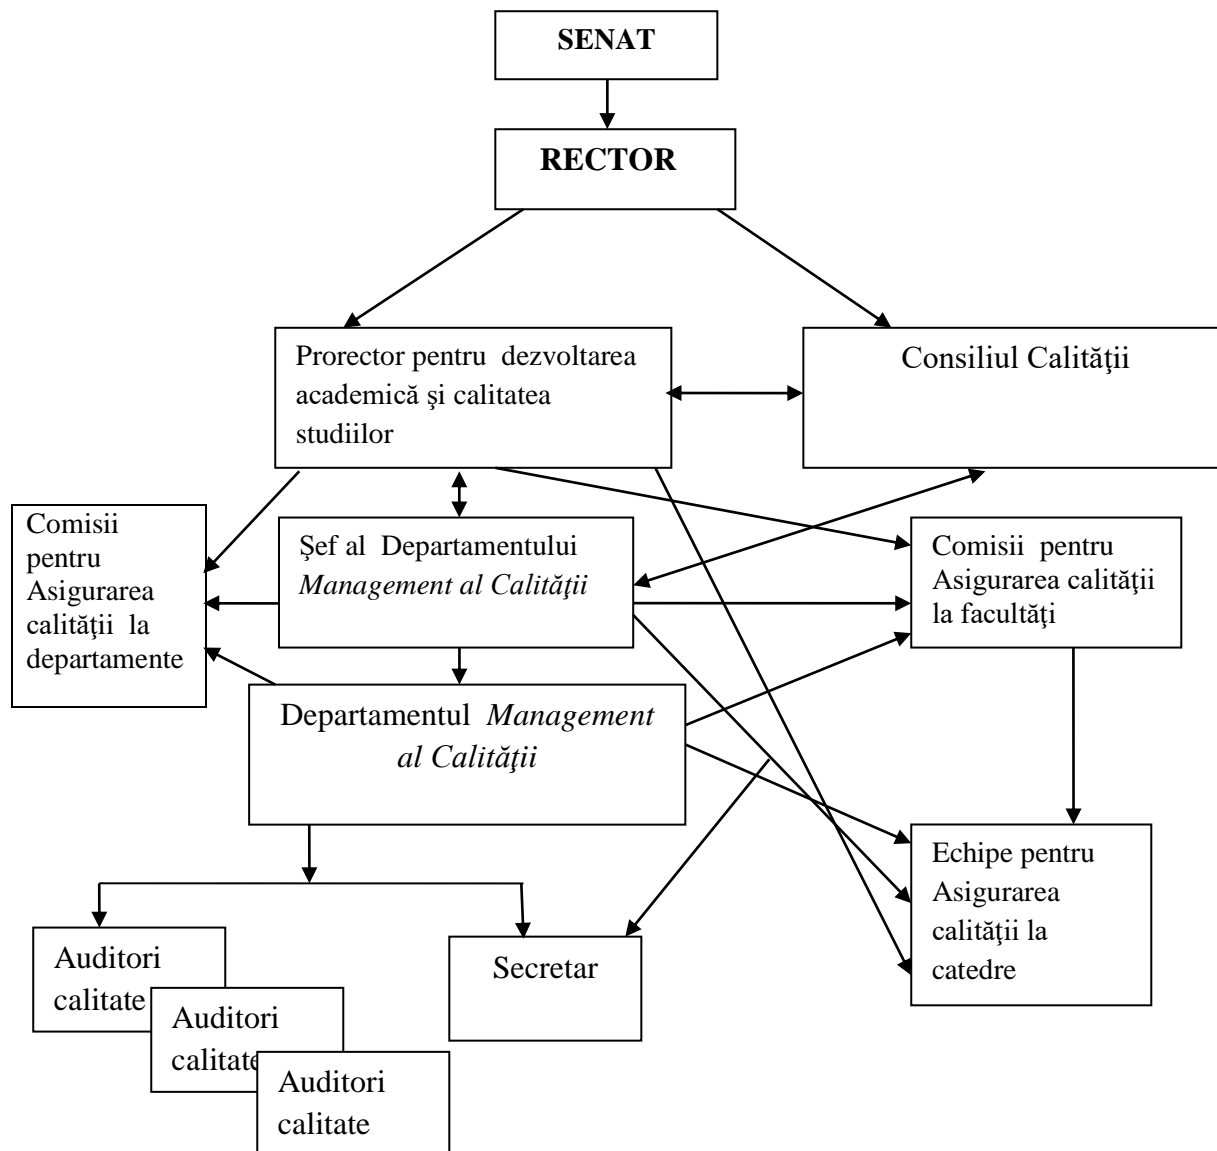 SENAT
RECTOR
Prorector pentru dezvoltarea
academică şi calitatea
studiilor
Consiliul Calităţii
Comisii
pentru
Asigurarea
calităţii la
departamente
Şef al Departamentului
Management al Calităţii
Comisii pentru
Asigurarea calităţii
la facultăţi
Departamentul Management
al Calităţii
Echipe pentru
Asigurarea
calităţii la
catedre
Auditori
calitate
Secretar
Auditori
calitate
Auditori
calitate